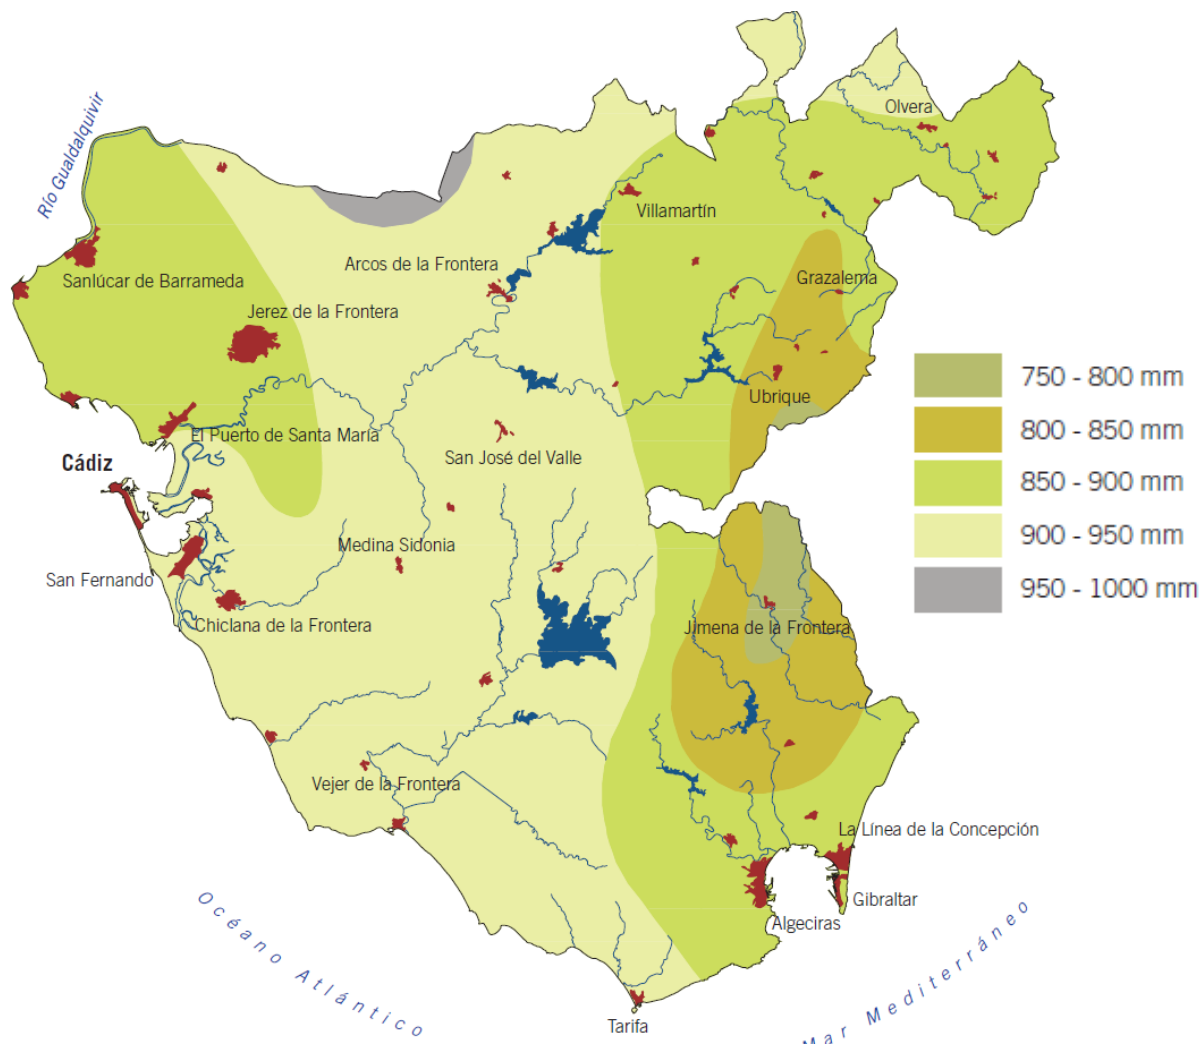 Olvera
Río Gualdalquivir
Villamartín
Arcos de la Frontera
Sanlúcar de Barrameda
Grazalema
Jerez de la Frontera
750 - 800 mm
Ubrique
800 - 850 mm
El Puerto de Santa María
San José del Valle
Cádiz
850 - 900 mm
900 - 950 mm
Medina Sidonia
San Fernando
950 - 1000 mm
Chiclana de la Frontera
Jimena de la Frontera
Vejer de la Frontera
La Línea de la Concepción
Gibraltar
Algeciras
Océano Atlántico
Mar Mediterráneo
Tarifa